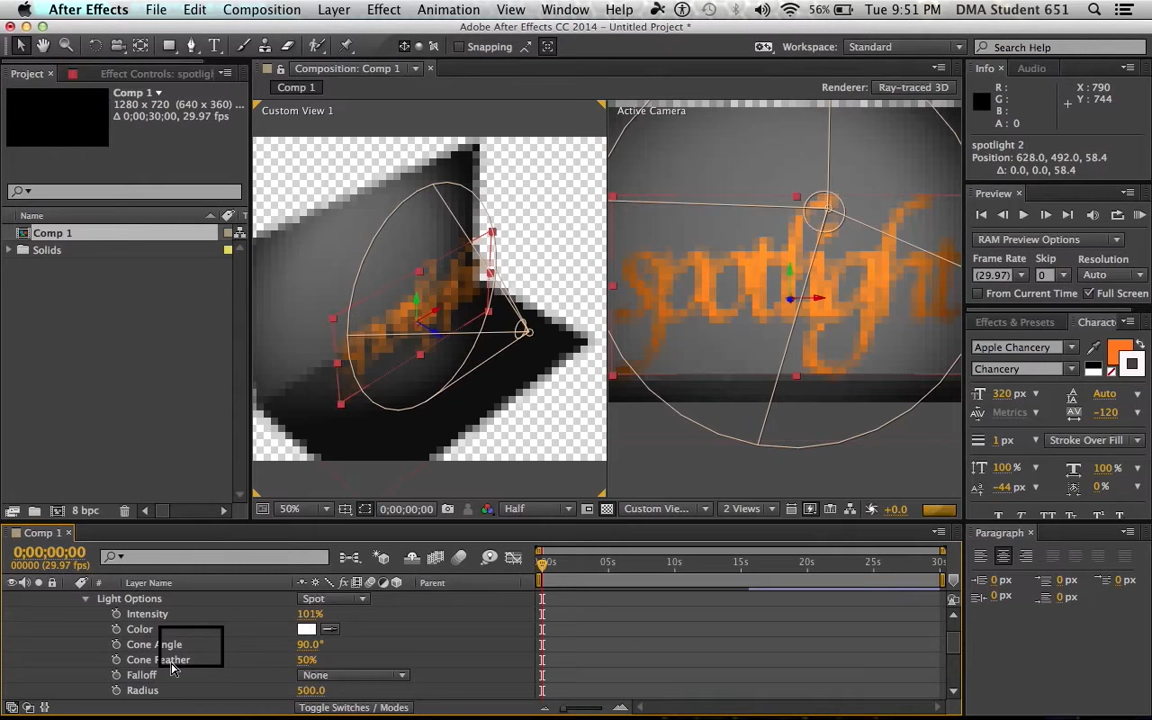 After Effects File Edit Composition Layer Effect Animation View Window Help 56% Tue 9:51 PM DMA Student 651
Adobe After Effects CC 2014 - Untitled Project *
Snapping Workspace: Standard Search Help
Project Effect Controls: spotligl Composition: Comp 1 Info Audio
Comp 1 Comp 1 Renderer: Ray-traced 3D
1280 x 720 (640 x 360) ...
Δ 0;00;30;00, 29.97 fps
Custom View 1 Active Camera
R: X: 790
G: Y: 744
B:
A: 0
spotlight 2
Position: 628.0, 492.0, 58.4
Δ: 0.0, 0.0, 58.4
Preview
RAM Preview Options
Frame Rate Skip Resolution
(29.97) 0 Auto
From Current Time Full Screen
Effects & Presets Characte
Apple Chancery
Chancery
320 px Auto
Metrics -120
1 px Stroke Over Fill
100 % 100 %
-44 px 0 %
Name
Comp 1
Solids
spotlight
8 bpc 50% 0;00;00;00 Half Custom Vie... 2 Views +0.0
Comp 1 Paragraph
0;00;00;00
00000 (29.97 fps)
# Layer Name Parent
00s 05s 10s 15s 20s 25s 30s
0 px 0 px 0 px
0 px 0 px
Light Options Spot
Intensity 101%
Color
Cone Angle 90.0°
Cone Feather 50%
Falloff None
Radius 500.0
Toggle Switches / Modes